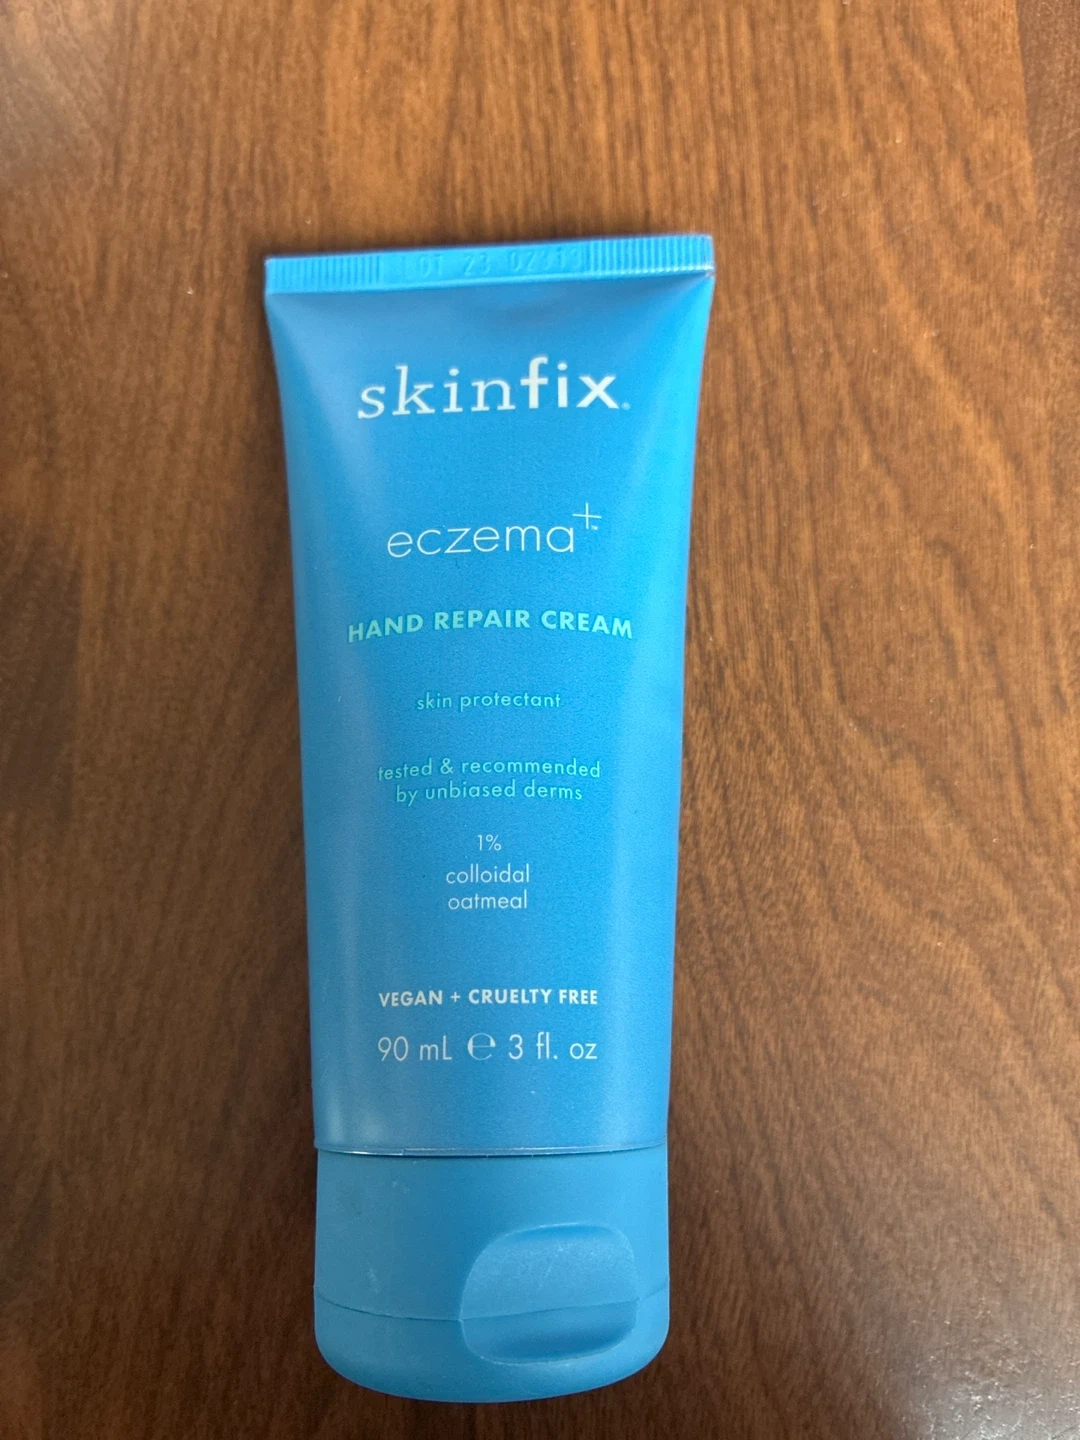 skinfix®
eczema+™
HAND REPAIR CREAM
skin protectant
tested & recommended
by unbiased derms
1%
colloidal
oatmeal
VEGAN + CRUELTY FREE
90 mL ℮ 3 fl. oz